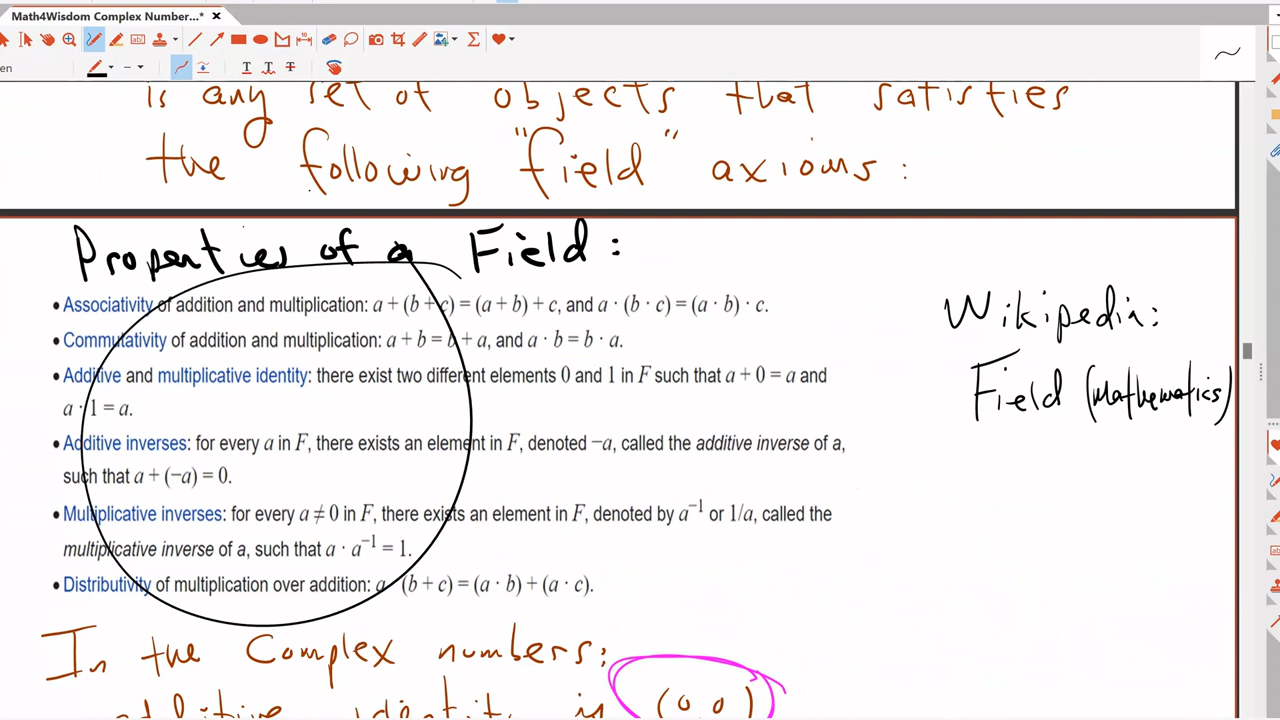 Math4Wisdom Complex Number...*
en
is any set of objects that satisfies
the following "field" axioms:
Properties of a Field:
• Associativity of addition and multiplication: a + (b + c) = (a + b) + c, and a · (b · c) = (a · b) · c.
• Commutativity of addition and multiplication: a + b = b + a, and a · b = b · a.
• Additive and multiplicative identity: there exist two different elements 0 and 1 in F such that a + 0 = a and
a · 1 = a.
• Additive inverses: for every a in F, there exists an element in F, denoted −a, called the additive inverse of a,
such that a + (−a) = 0.
• Multiplicative inverses: for every a ≠ 0 in F, there exists an element in F, denoted by a⁻¹ or 1/a, called the
multiplicative inverse of a, such that a · a⁻¹ = 1.
• Distributivity of multiplication over addition: a · (b + c) = (a · b) + (a · c).
Wikipedia:
Field (mathematics)
In the Complex numbers:
additive identity is (0,0)